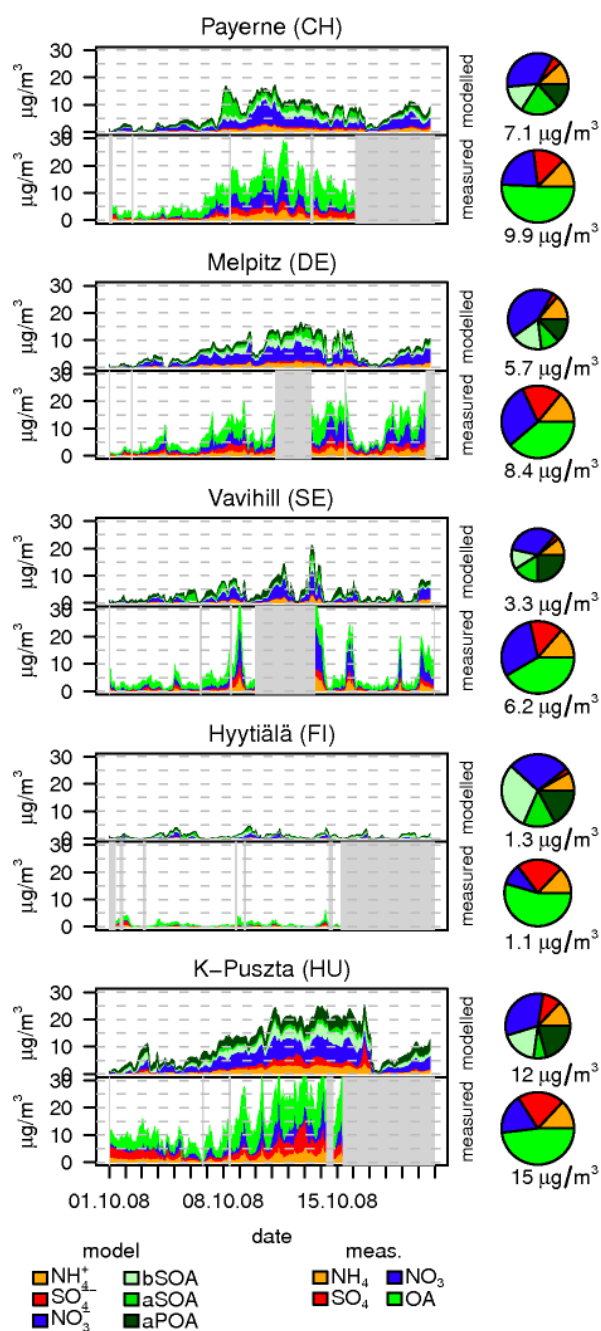 Payerne (CH)
30
20
10
0
μg/m³
modelled
7.1 μg/m³
30
20
10
0
μg/m³
measured
9.9 μg/m³
Melpitz (DE)
30
20
10
0
μg/m³
modelled
5.7 μg/m³
30
20
10
0
μg/m³
measured
8.4 μg/m³
Vavihill (SE)
30
20
10
0
μg/m³
modelled
3.3 μg/m³
30
20
10
0
μg/m³
measured
6.2 μg/m³
Hyytiälä (FI)
30
20
10
0
μg/m³
modelled
1.3 μg/m³
30
20
10
0
μg/m³
measured
1.1 μg/m³
K-Puszta (HU)
30
20
10
0
μg/m³
modelled
12 μg/m³
30
20
10
0
μg/m³
measured
15 μg/m³
01.10.08 08.10.08 15.10.08
date
model meas.
NH₄⁺ bSOA NH₄ NO₃
SO₄⁻⁻ aSOA SO₄ OA
NO₃⁻ aPOA